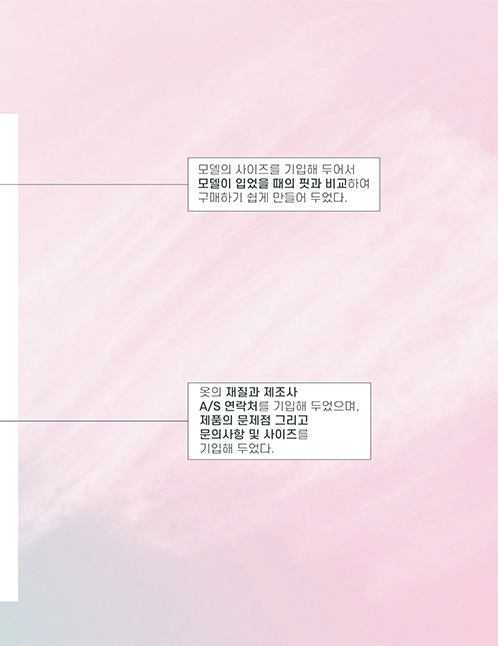 모델의 사이즈를 기입해 두어서
모델이 입었을 때의 핏과 비교하여
구매하기 쉽게 만들어 두었다.
옷의 재질과 제조사
A/S 연락처를 기입해 두었으며,
제품의 문제점 그리고
문의사항 및 사이즈를
기입해 두었다.